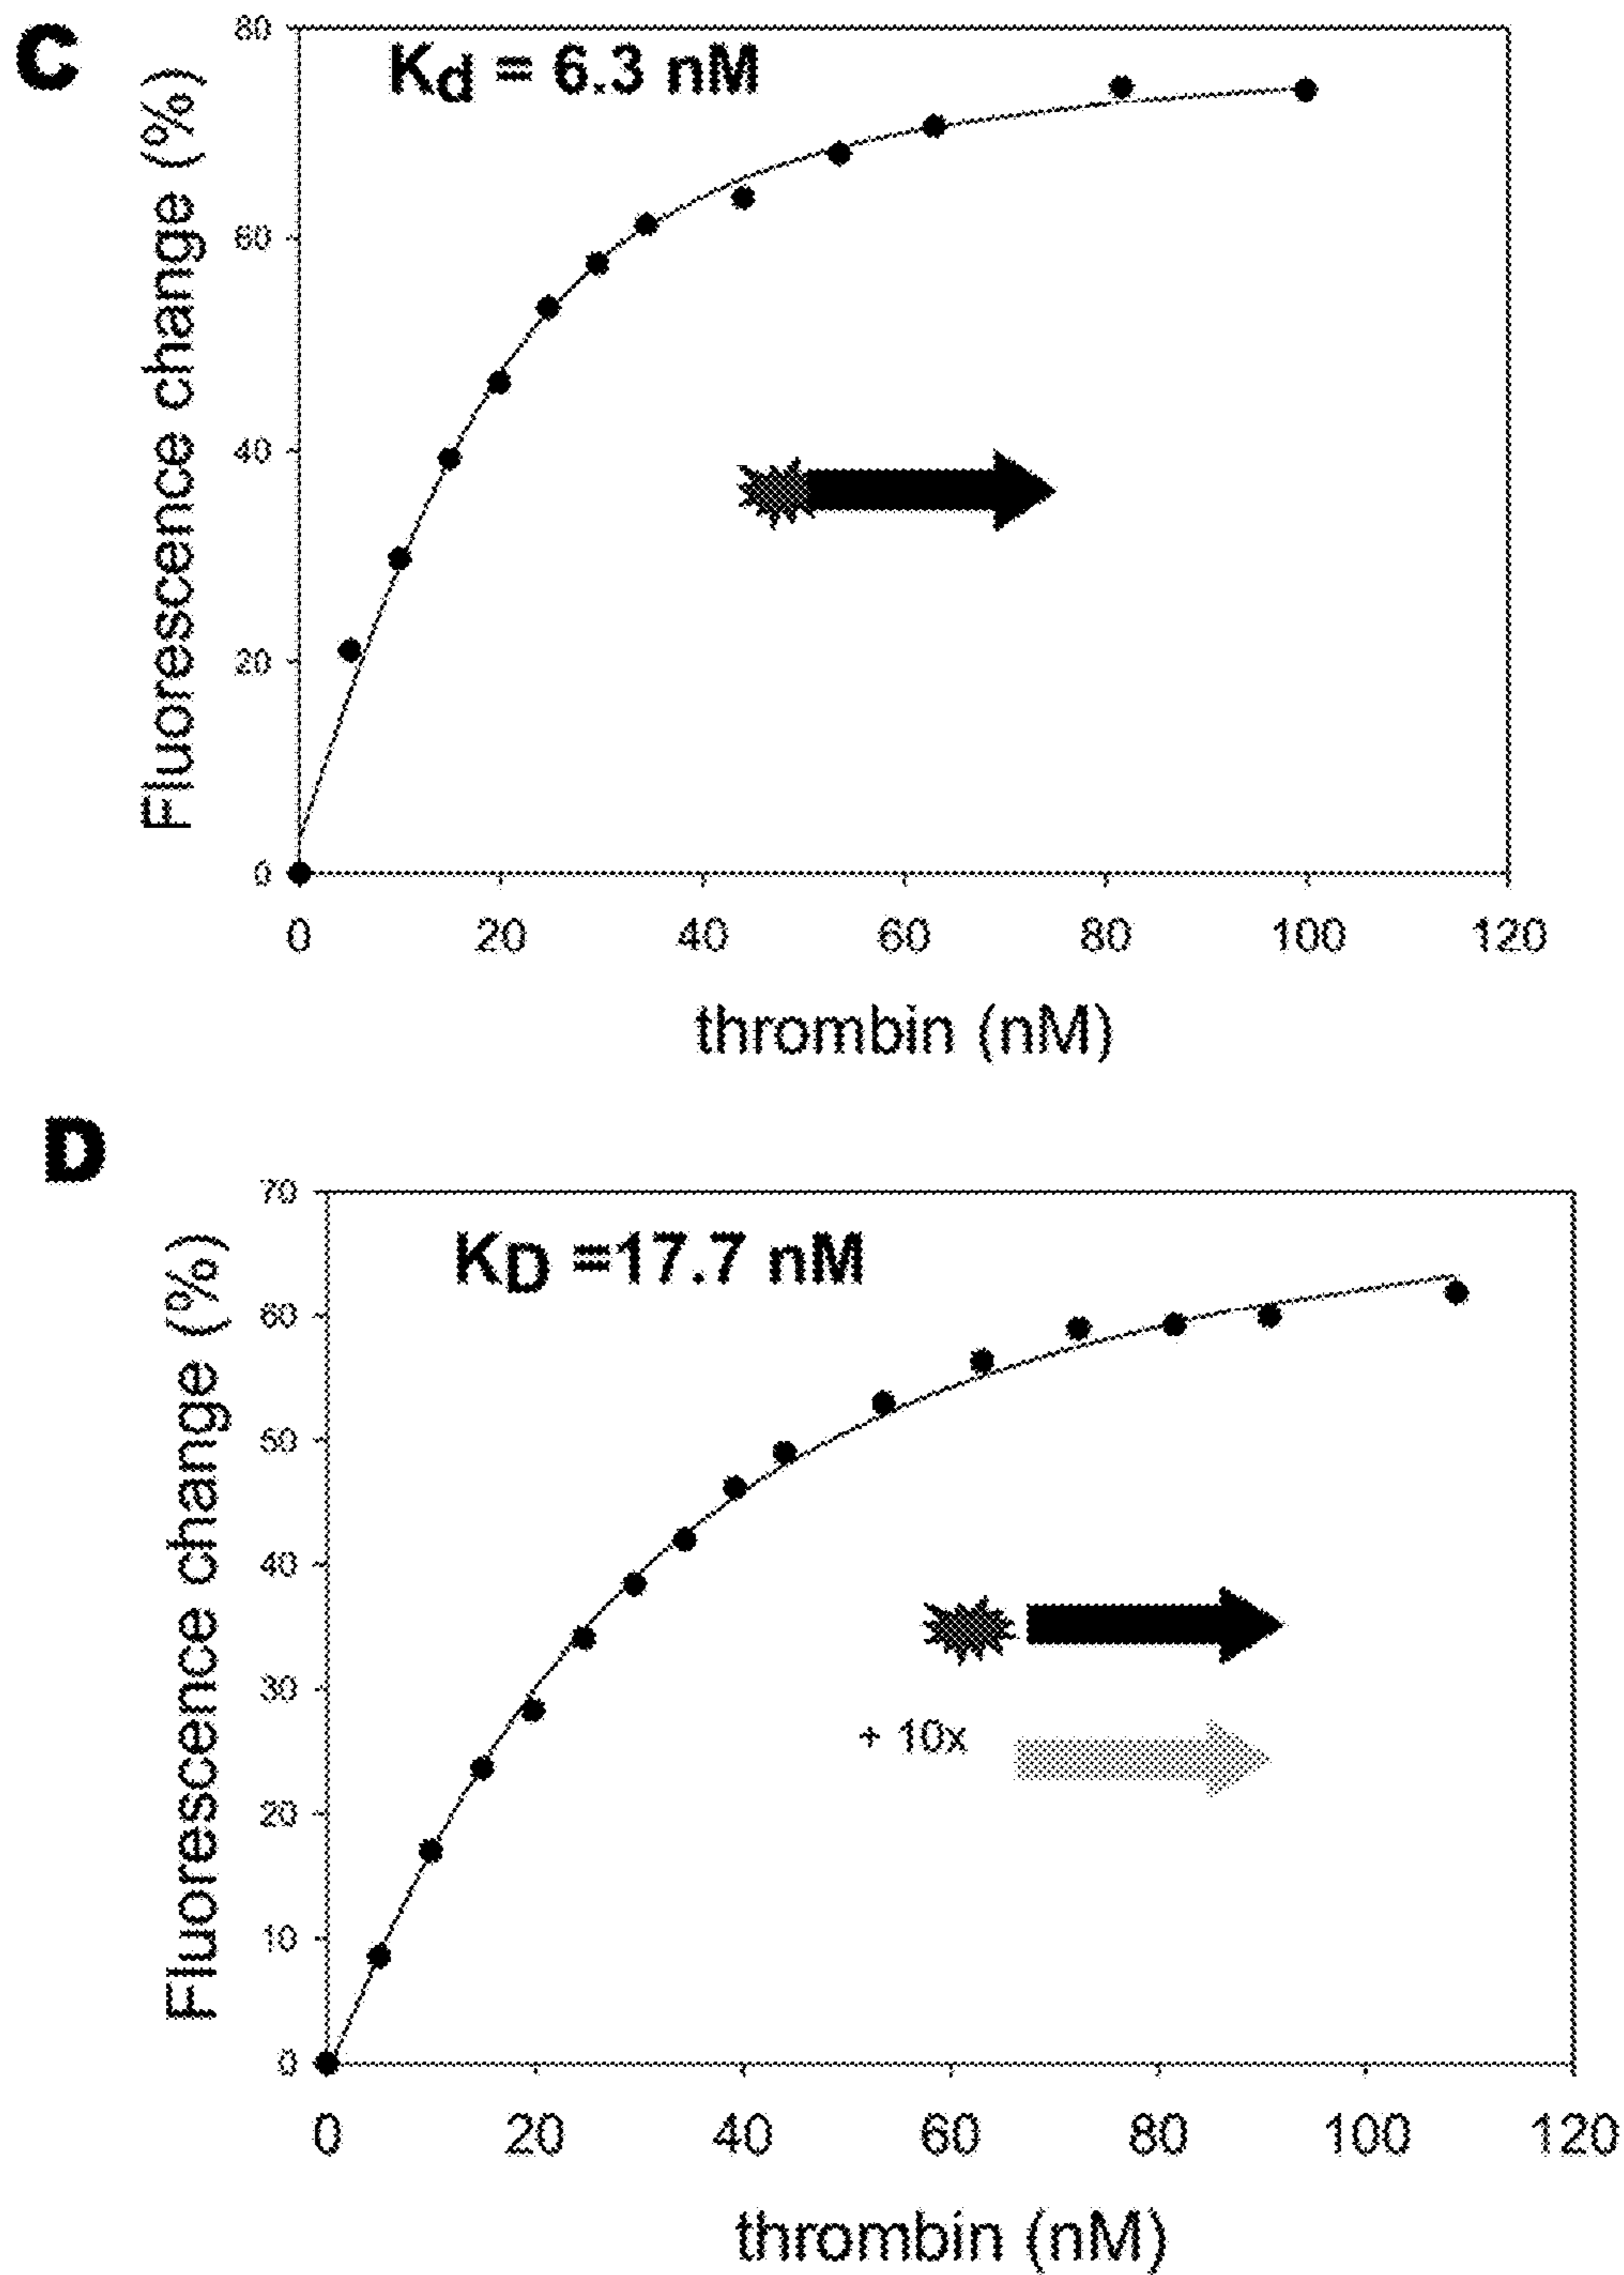 C
Kd = 6.3 nM
Fluorescence change (%)
80
60
40
20
0
0 20 40 60 80 100 120
thrombin (nM)
D
KD =17.7 nM
Fluorescence change (%)
70
60
50
40
30
20
10
0
+ 10x
0 20 40 60 80 100 120
thrombin (nM)